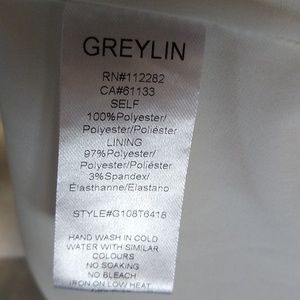 GREYLIN
RN#112282
CA#61133
SELF
100%Polyester/
Polyester/Poliéster
LINING
97%Polyester/
Polyester/Poliéster
3%Spandex/
Élasthanne/Elastano
STYLE#G108T6418
HAND WASH IN COLD
WATER WITH SIMILAR
COLOURS
NO SOAKING
NO BLEACH
IRON ON LOW HEAT